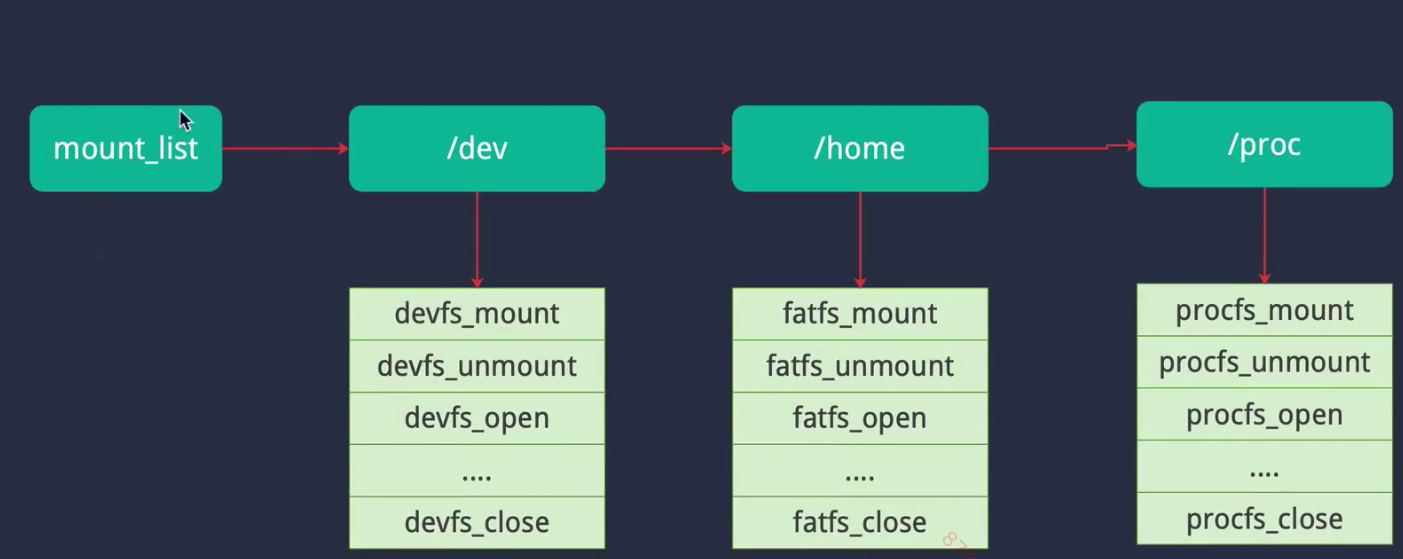 mount_list
/dev
/home
/proc
devfs_mount
devfs_unmount
devfs_open
....
devfs_close
fatfs_mount
fatfs_unmount
fatfs_open
....
fatfs_close
procfs_mount
procfs_unmount
procfs_open
....
procfs_close